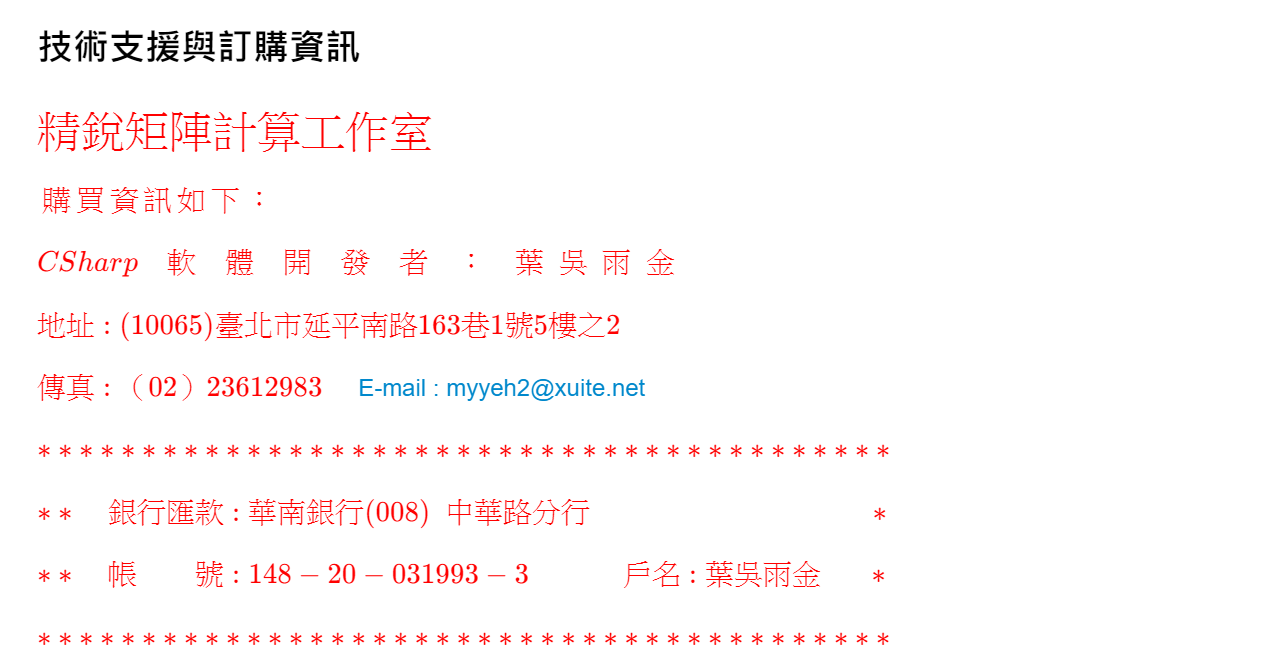 技術支援與訂購資訊
精銳矩陣計算工作室
購買資訊如下：
CSharp 軟體開發者：葉吳雨金
地址 : (10065)臺北市延平南路163巷1號5樓之2
傳真 :（02）23612983 E-mail : myyeh2@xuite.net
* * * * * * * * * * * * * * * * * * * * * * * * * * * * * * * * * * * * * * * * *
* * 銀行匯款 : 華南銀行(008) 中華路分行 *
* * 帳 號 : 148 − 20 − 031993 − 3 戶名 : 葉吳雨金 *
* * * * * * * * * * * * * * * * * * * * * * * * * * * * * * * * * * * * * * * * *